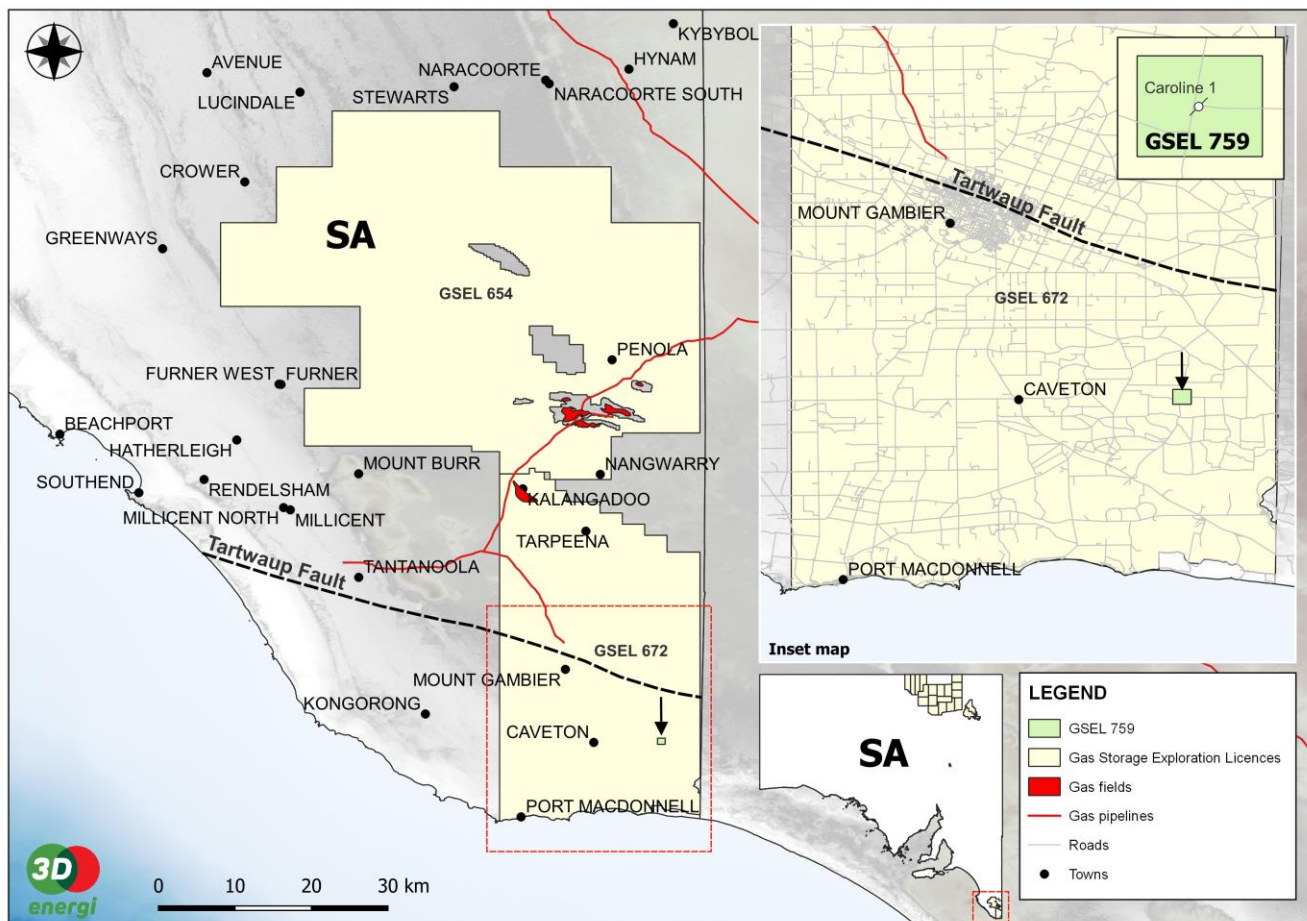 KYBYBOL
HYNAM
AVENUE
NARACOORTE
LUCINDALE
STEWARTS
NARACOORTE SOUTH
CROWER
GREENWAYS
SA
GSEL 654
PENOLA
FURNER WEST
FURNER
BEACHPORT
HATHERLEIGH
MOUNT BURR
NANGWARRY
SOUTHEND
RENDELSHAM
KALANGADOO
MILLICENT NORTH
MILLICENT
TARPEENA
Tartwaup Fault
TANTANOOLA
GSEL 672
MOUNT GAMBIER
KONGORONG
CAVETON
PORT MACDONNELL
3D
energi
0 10 20 30 km
Caroline 1
GSEL 759
Tartwaup Fault
MOUNT GAMBIER
GSEL 672
CAVETON
PORT MACDONNELL
Inset map
SA
LEGEND
GSEL 759
Gas Storage Exploration Licences
Gas fields
Gas pipelines
Roads
Towns